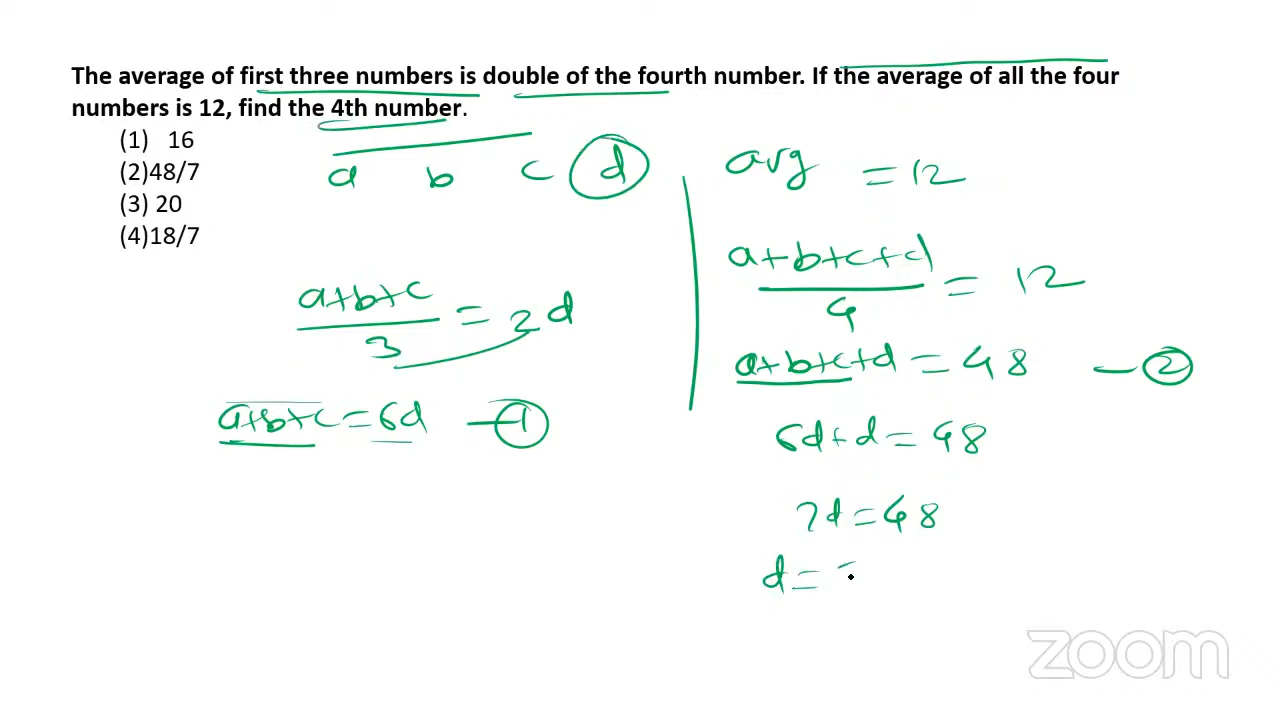 The average of first three numbers is double of the fourth number. If the average of all the four
numbers is 12, find the 4th number.
(1) 16
(2)48/7
(3) 20
(4)18/7
a b c d
a+b+c
3
= 2d
a+b+c=6d —1
avg =12
a+b+c+d
4
= 12
a+b+c+d=48 —2
6d+d=48
7d=48
d=
zoom